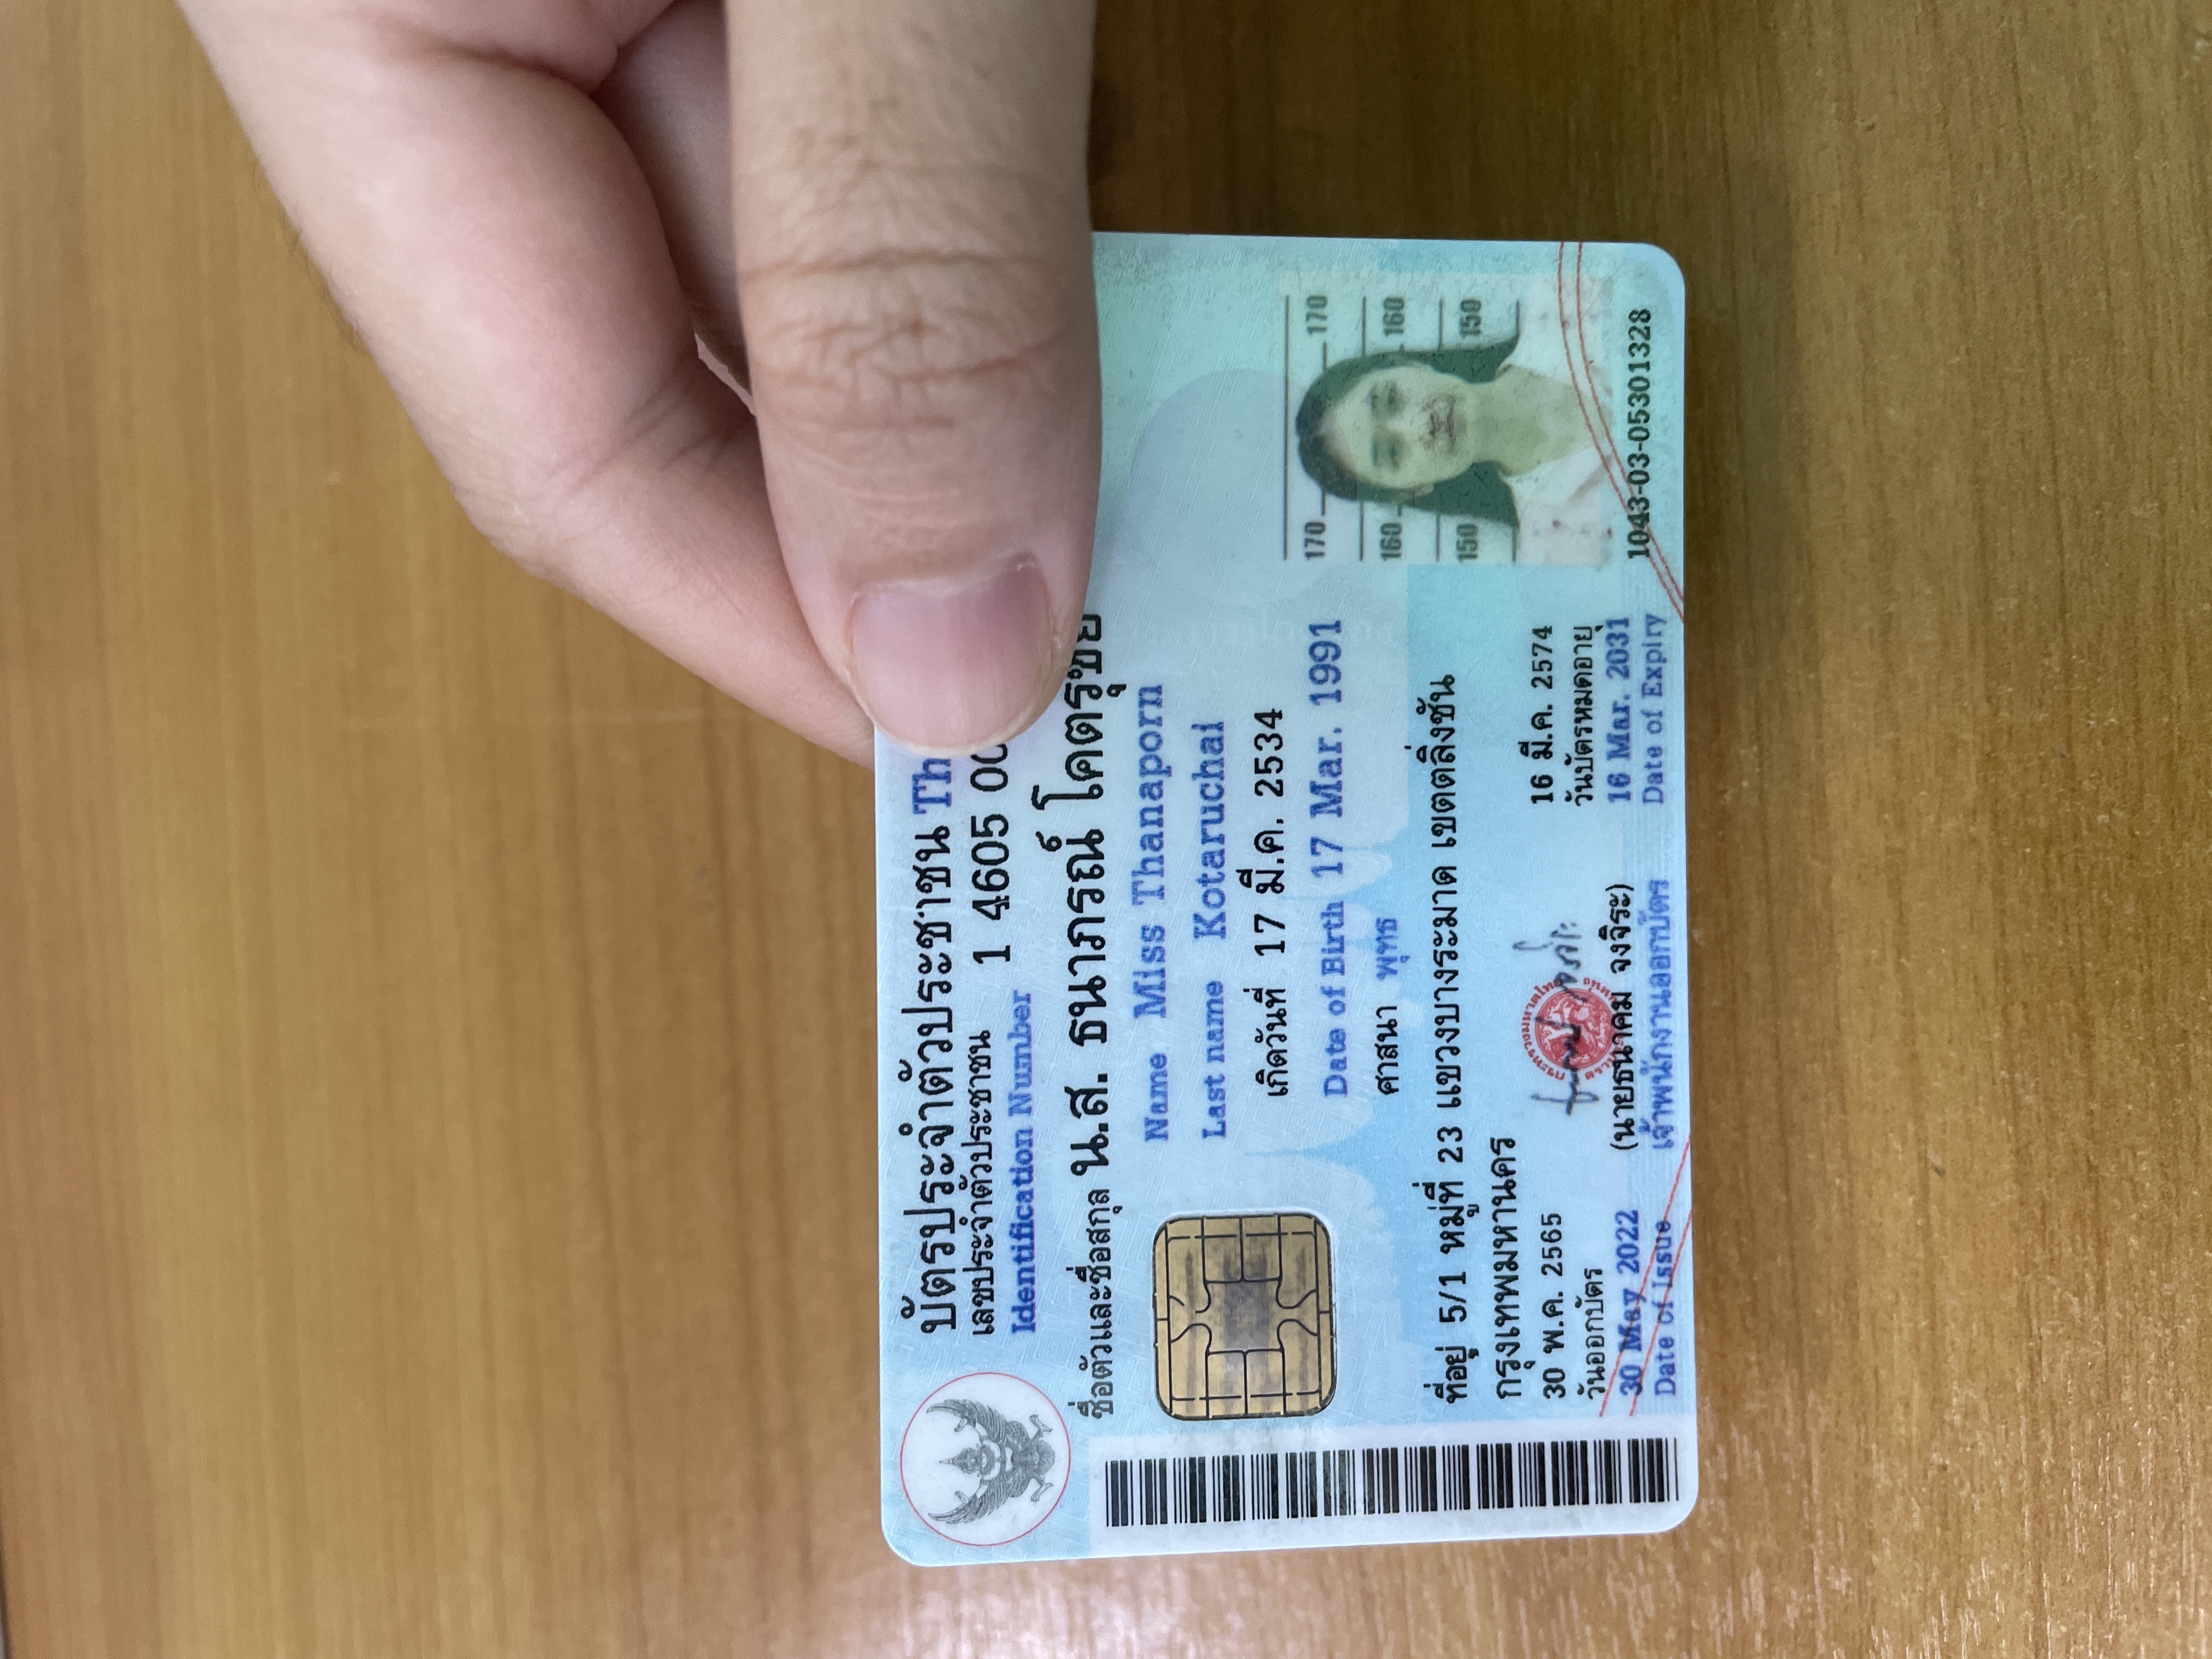 บัตรประจำตัวประชาชน Th
เลขประจำตัวประชาชน 1 4605 00
Identification Number
ชื่อตัวและชื่อสกุล น.ส. ธนาภรณ์ โคตรุชัย
Name Miss Thanaporn
Last name Kotaruchai
เกิดวันที่ 17 มี.ค. 2534
Date of Birth 17 Mar. 1991
ศาสนา พุทธ
ที่อยู่ 5/1 หมู่ที่ 23 แขวงบางระมาด เขตตลิ่งชัน
กรุงเทพมหานคร
30 พ.ค. 2565
วันออกบัตร
30 May 2022
Date of Issue
(นายธนาคม จงจิระ)
เจ้าพนักงานออกบัตร
16 มี.ค. 2574
วันบัตรหมดอายุ
16 Mar. 2031
Date of Expiry
170 170
160 160
150 150
1043-03-05301328